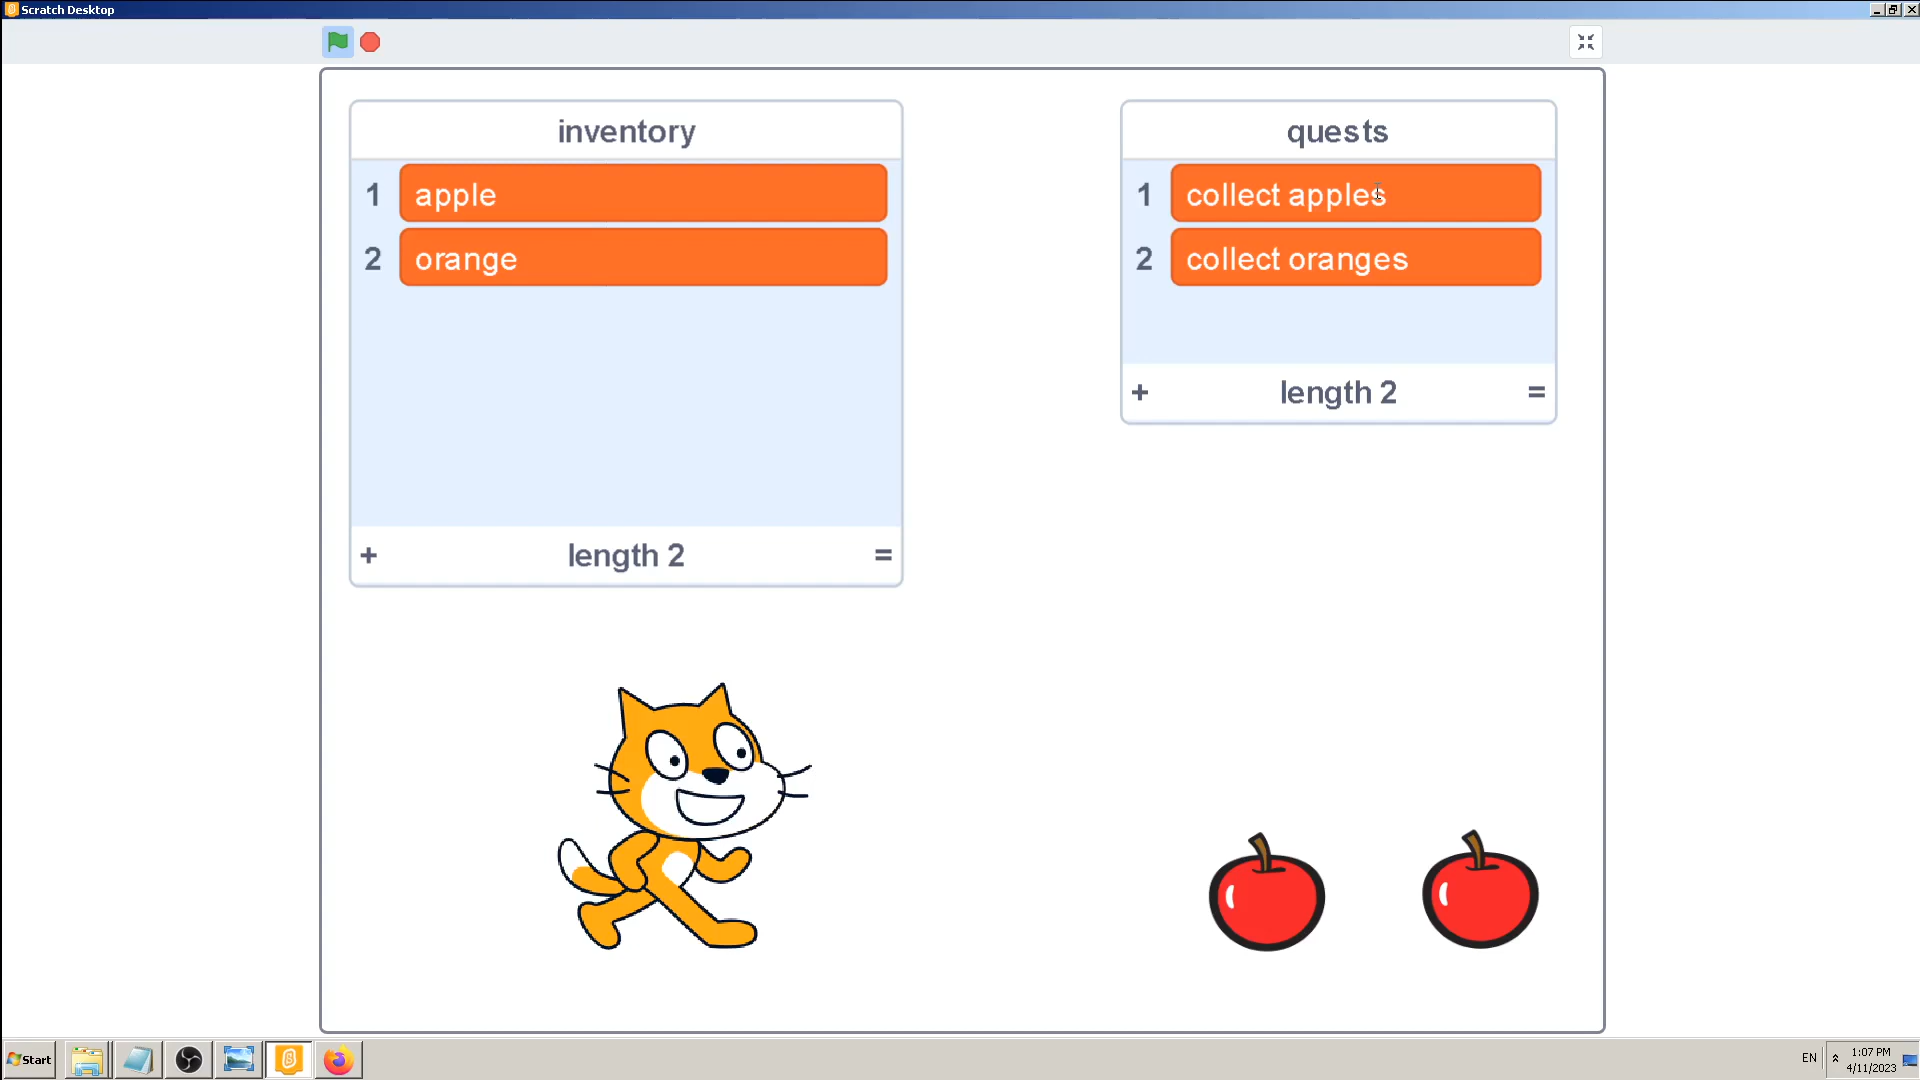 Scratch Desktop
inventory
1 apple
2 orange
+ length 2 =
quests
1 collect apples
2 collect oranges
+ length 2 =
Start
EN
1:07 PM
4/11/2023